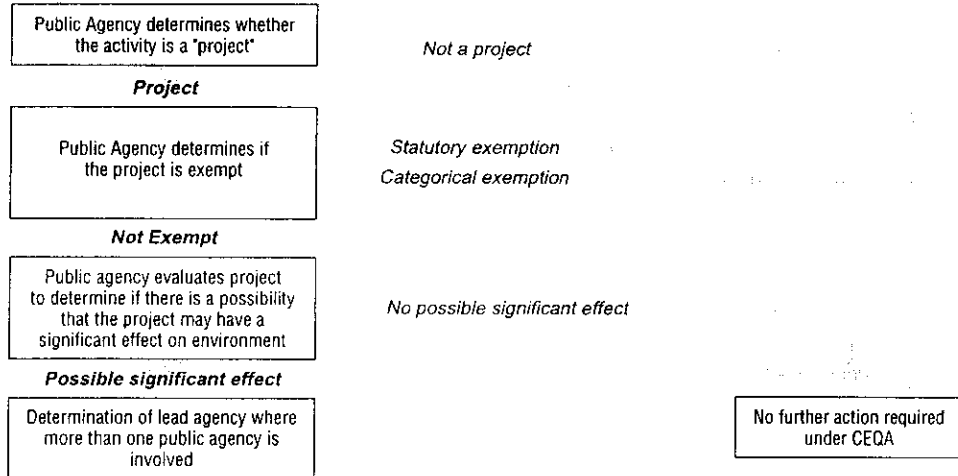 Public Agency determines whether
the activity is a "project"
Not a project
Project
Public Agency determines if
the project is exempt
Statutory exemption
Categorical exemption
Not Exempt
Public agency evaluates project
to determine if there is a possibility
that the project may have a
significant effect on environment
No possible significant effect
Possible significant effect
Determination of lead agency where
more than one public agency is
involved
No further action required
under CEQA